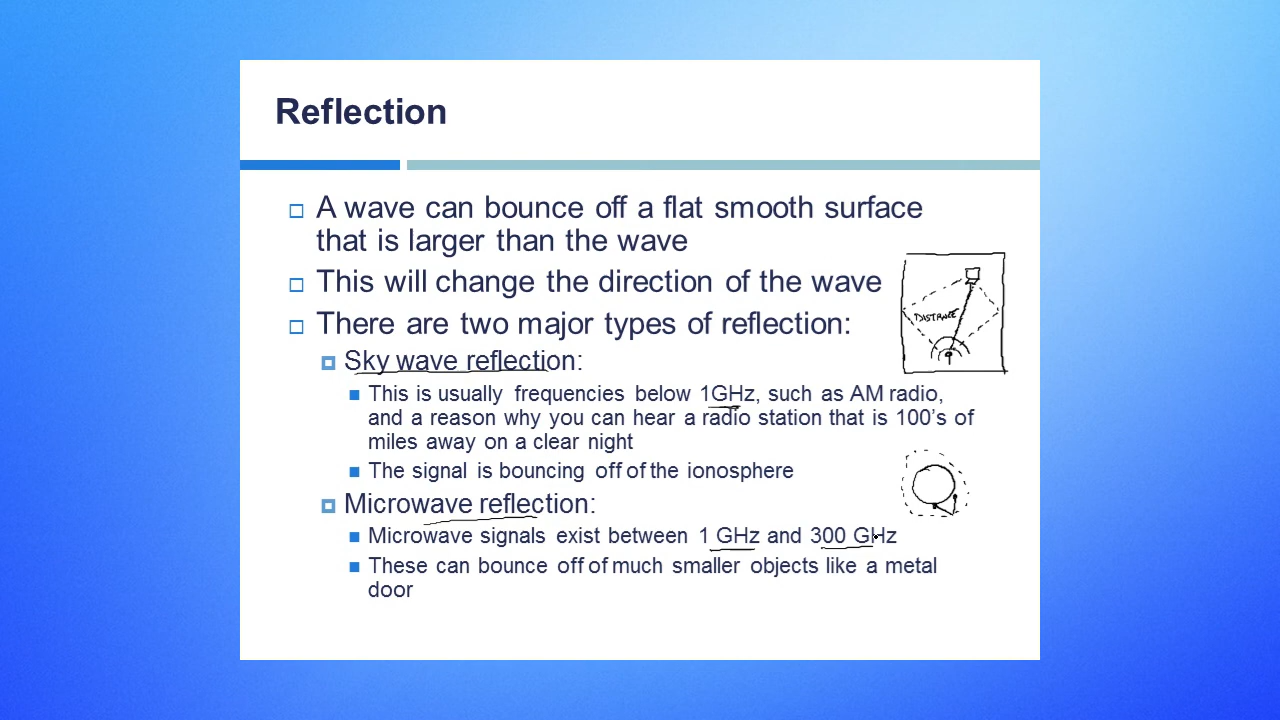 Reflection
A wave can bounce off a flat smooth surface
that is larger than the wave
This will change the direction of the wave
There are two major types of reflection:
DISTANCE
Sky wave reflection:
This is usually frequencies below 1GHz, such as AM radio,
and a reason why you can hear a radio station that is 100's of
miles away on a clear night
The signal is bouncing off of the ionosphere
Microwave reflection:
Microwave signals exist between 1 GHz and 300 GHz
These can bounce off of much smaller objects like a metal
door